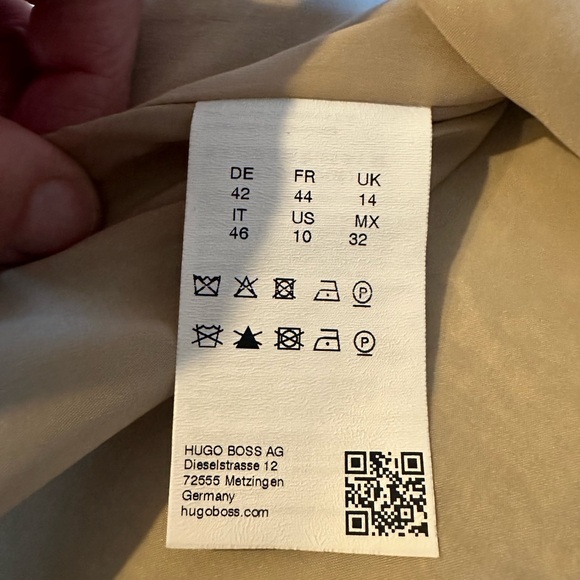 DE FR UK
42 44 14
IT US MX
46 10 32
P
P
HUGO BOSS AG
Dieselstrasse 12
72555 Metzingen
Germany
hugoboss.com